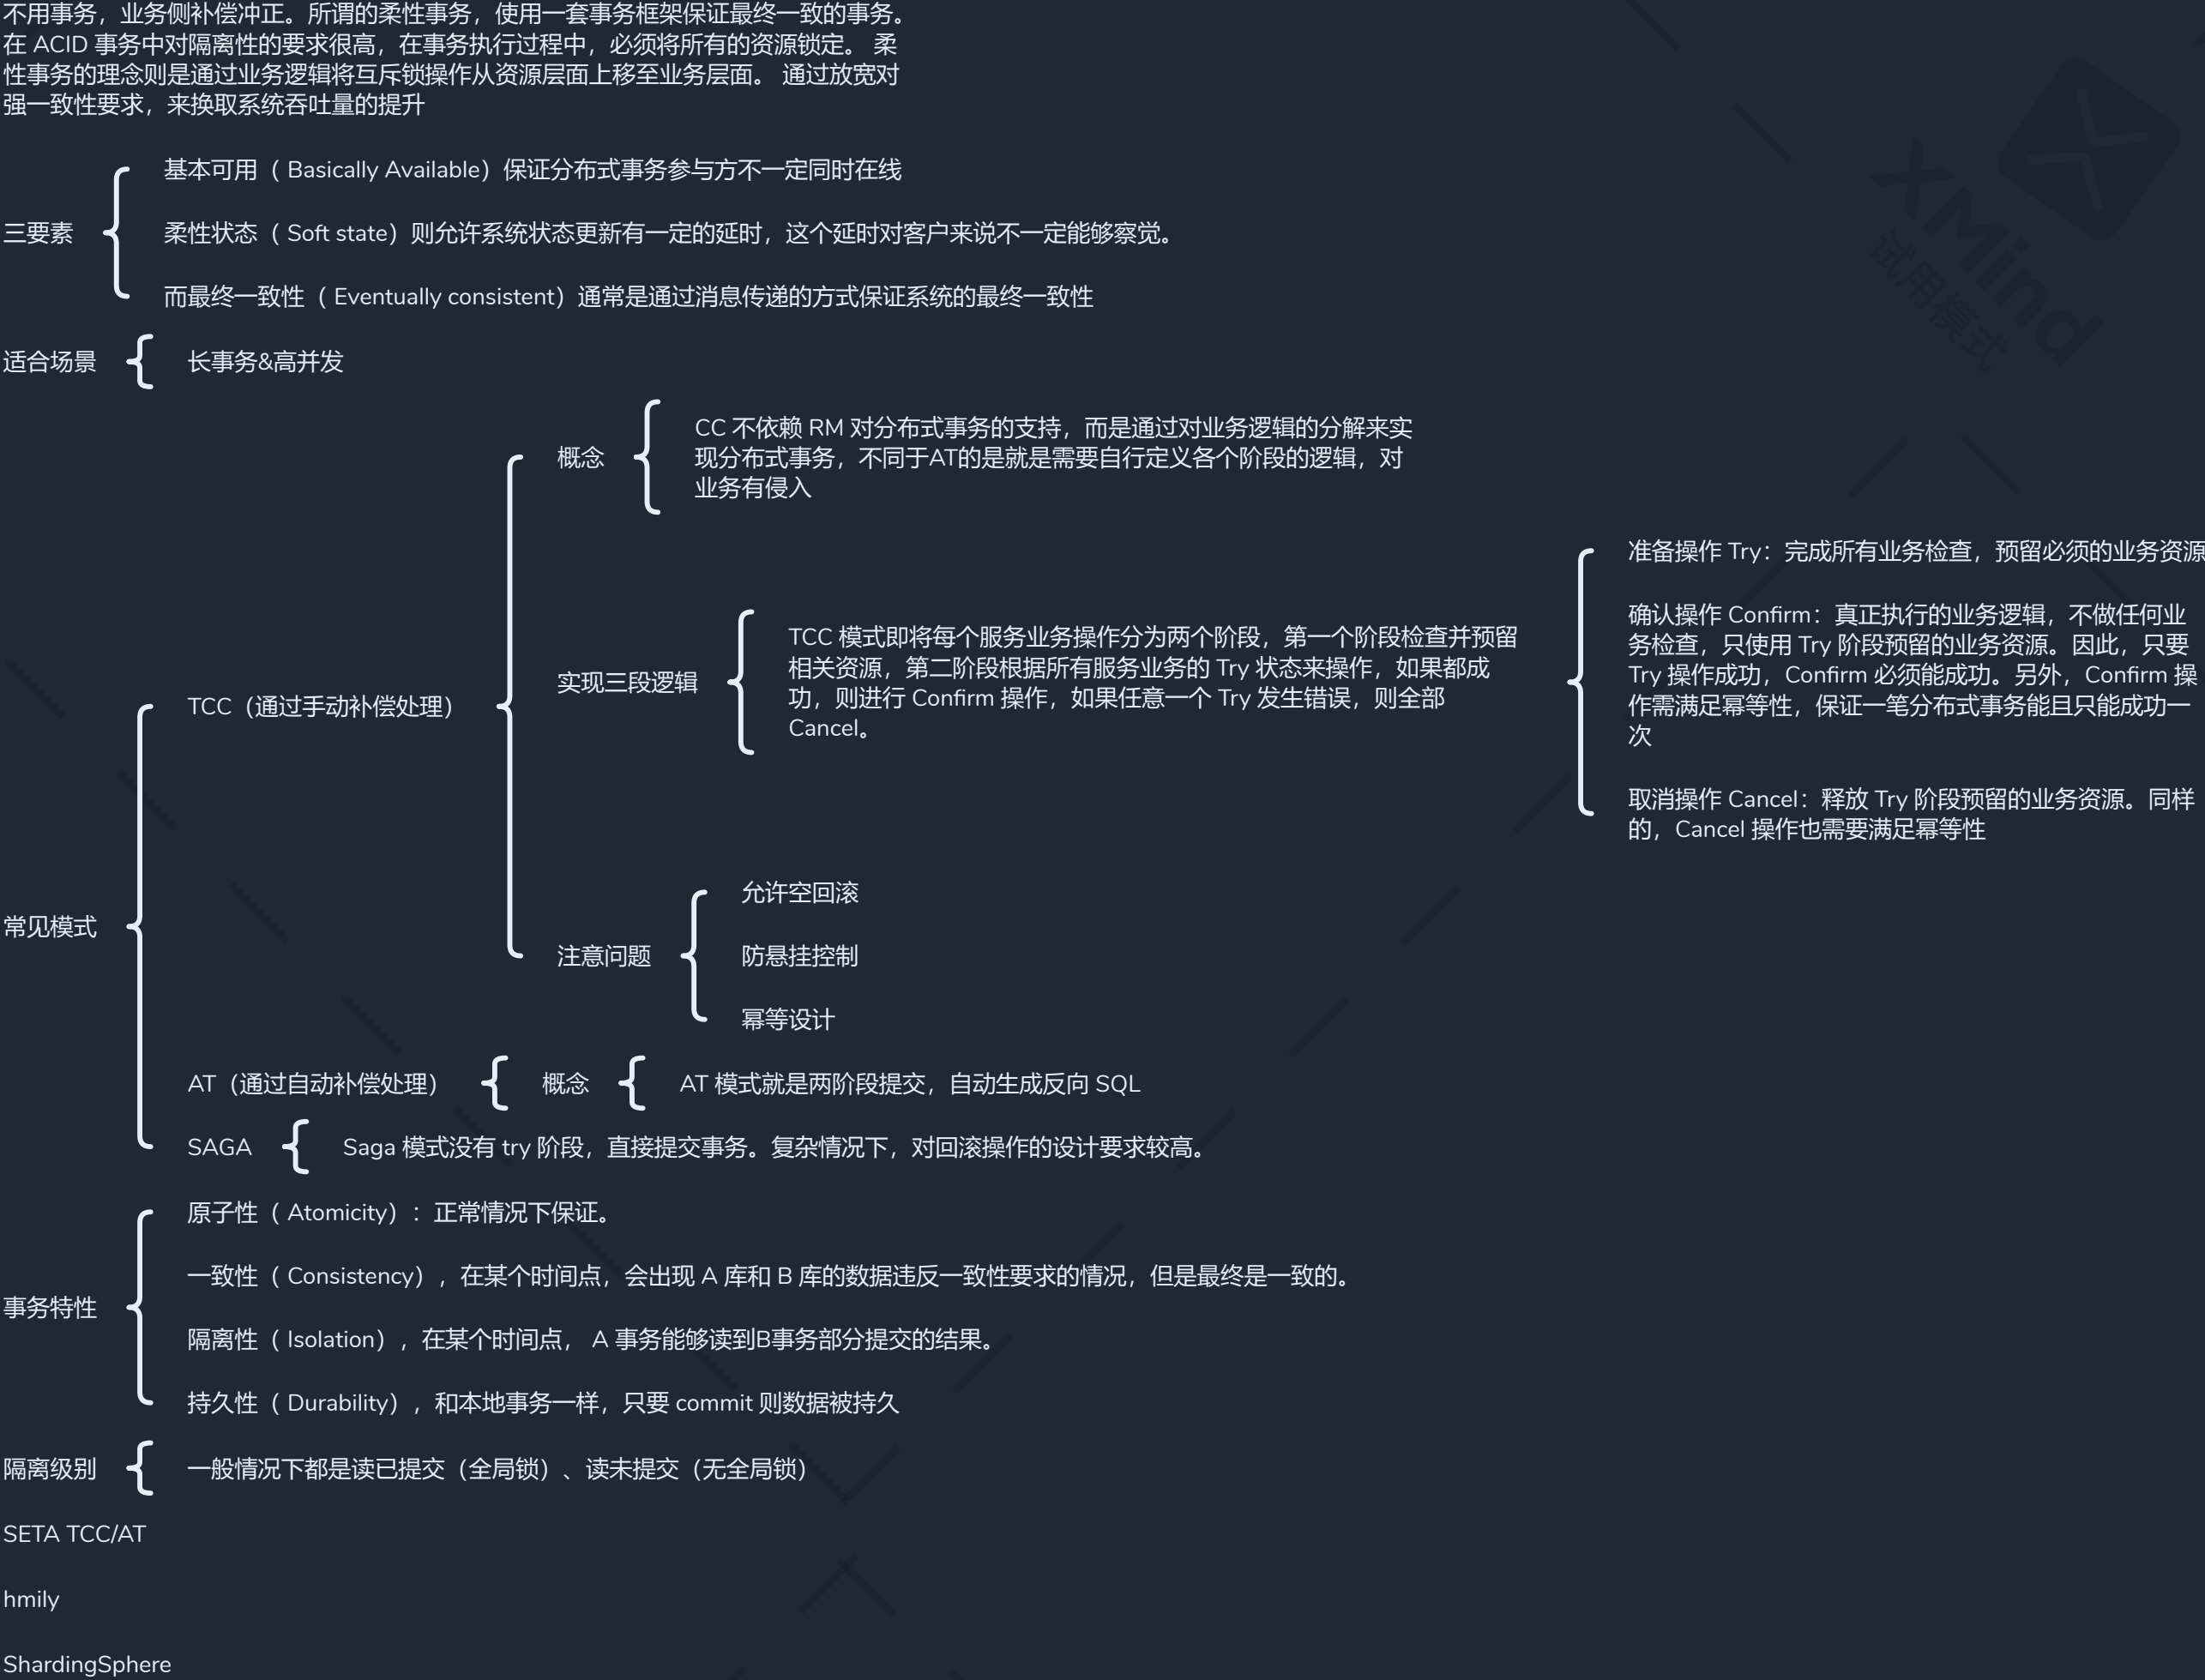 不用事务，业务侧补偿冲正。所谓的柔性事务，使用一套事务框架保证最终一致的事务。
在 ACID 事务中对隔离性的要求很高，在事务执行过程中，必须将所有的资源锁定。 柔
性事务的理念则是通过业务逻辑将互斥锁操作从资源层面上移至业务层面。 通过放宽对
强一致性要求，来换取系统吞吐量的提升
三要素
基本可用（ Basically Available）保证分布式事务参与方不一定同时在线
柔性状态（ Soft state）则允许系统状态更新有一定的延时，这个延时对客户来说不一定能够察觉。
而最终一致性（ Eventually consistent）通常是通过消息传递的方式保证系统的最终一致性
适合场景
长事务&高并发
常见模式
TCC（通过手动补偿处理）
概念
CC 不依赖 RM 对分布式事务的支持，而是通过对业务逻辑的分解来实
现分布式事务，不同于AT的是就是需要自行定义各个阶段的逻辑，对
业务有侵入
实现三段逻辑
TCC 模式即将每个服务业务操作分为两个阶段，第一个阶段检查并预留
相关资源，第二阶段根据所有服务业务的 Try 状态来操作，如果都成
功，则进行 Confirm 操作，如果任意一个 Try 发生错误，则全部
Cancel。
准备操作 Try：完成所有业务检查，预留必须的业务资源
确认操作 Confirm：真正执行的业务逻辑，不做任何业
务检查，只使用 Try 阶段预留的业务资源。因此，只要
Try 操作成功，Confirm 必须能成功。另外，Confirm 操
作需满足幂等性，保证一笔分布式事务能且只能成功一
次
取消操作 Cancel：释放 Try 阶段预留的业务资源。同样
的，Cancel 操作也需要满足幂等性
注意问题
允许空回滚
防悬挂控制
幂等设计
AT（通过自动补偿处理）
概念
AT 模式就是两阶段提交，自动生成反向 SQL
SAGA
Saga 模式没有 try 阶段，直接提交事务。复杂情况下，对回滚操作的设计要求较高。
事务特性
原子性（ Atomicity）：正常情况下保证。
一致性（ Consistency），在某个时间点，会出现 A 库和 B 库的数据违反一致性要求的情况，但是最终是一致的。
隔离性（ Isolation），在某个时间点， A 事务能够读到B事务部分提交的结果。
持久性（ Durability），和本地事务一样，只要 commit 则数据被持久
隔离级别
一般情况下都是读已提交（全局锁）、读未提交（无全局锁）
SETA TCC/AT
hmily
ShardingSphere
XMind
试用模式